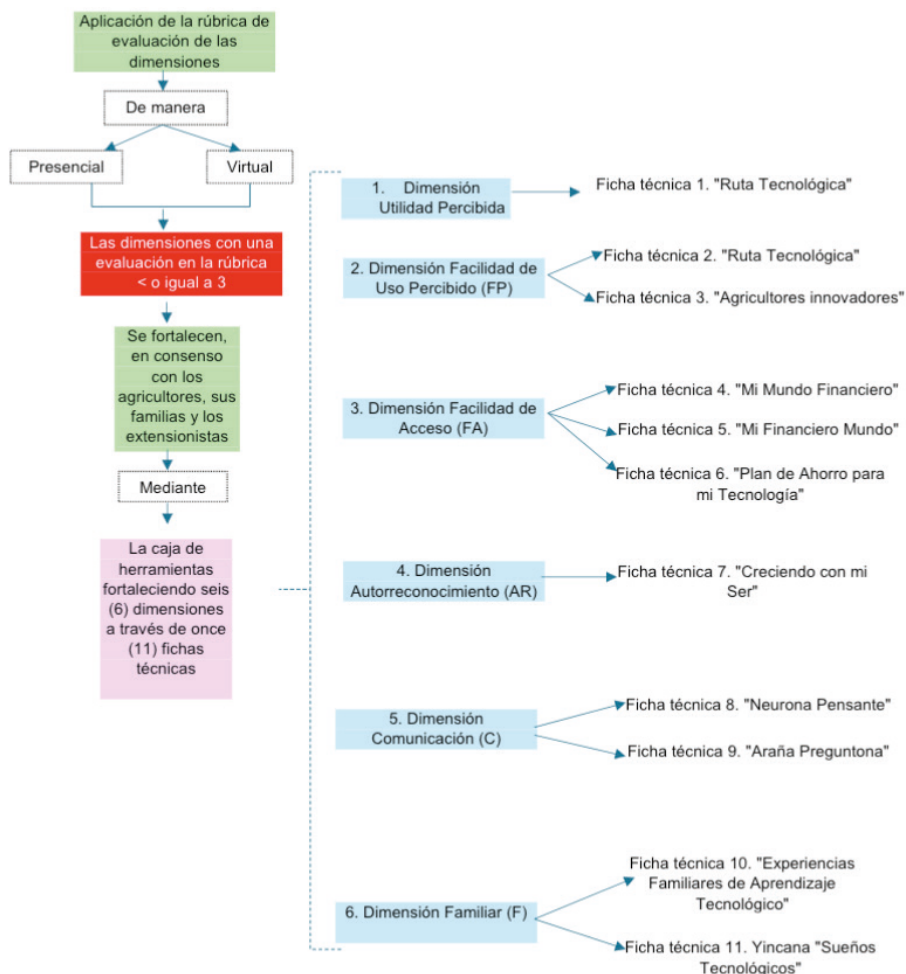 Aplicación de la rúbrica de
evaluación de las
dimensiones
De manera
Presencial
Virtual
Las dimensiones con una
evaluación en la rúbrica
< o igual a 3
Se fortalecen,
en consenso
con los
agricultores, sus
familias y los
extensionistas
Mediante
La caja de
herramientas
fortaleciendo seis
(6) dimensiones
a través de once
(11) fichas
técnicas
1. Dimensión
Utilidad Percibida
Ficha técnica 1. "Ruta Tecnológica"
2. Dimensión Facilidad de
Uso Percibido (FP)
Ficha técnica 2. "Ruta Tecnológica"
Ficha técnica 3. "Agricultores innovadores"
3. Dimensión Facilidad de
Acceso (FA)
Ficha técnica 4. "Mi Mundo Financiero"
Ficha técnica 5. "Mi Financiero Mundo"
Ficha técnica 6. "Plan de Ahorro para
mi Tecnología"
4. Dimensión
Autorreconocimiento (AR)
Ficha técnica 7. "Creciendo con mi
Ser"
5. Dimensión
Comunicación (C)
Ficha técnica 8. "Neurona Pensante"
Ficha técnica 9. "Araña Preguntona"
6. Dimensión Familiar (F)
Ficha técnica 10. "Experiencias
Familiares de Aprendizaje
Tecnológico"
Ficha técnica 11. Yincana "Sueños
Tecnológicos"